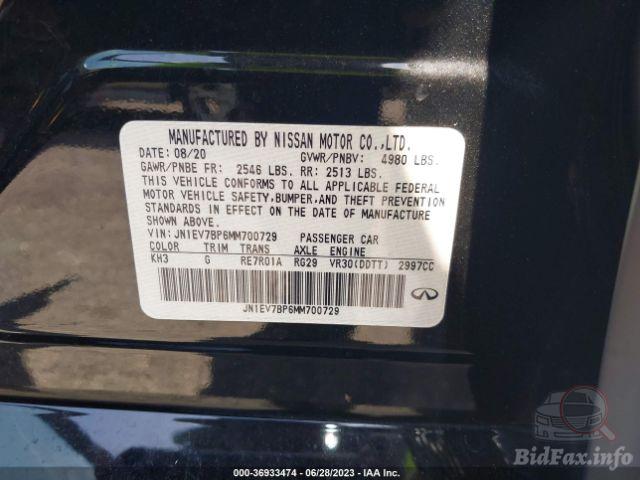 MANUFACTURED BY NISSAN MOTOR CO.,LTD.
DATE: 08/20 GVWR/PNBV: 4980 LBS.
GAWR/PNBE FR: 2546 LBS. RR: 2513 LBS.
THIS VEHICLE CONFORMS TO ALL APPLICABLE FEDERAL
MOTOR VEHICLE SAFETY,BUMPER,AND THEFT PREVENTION
STANDARDS IN EFFECT ON THE DATE OF MANUFACTURE
SHOWN ABOVE.
VIN: JN1EV7BP6MM700729 PASSENGER CAR
COLOR TRIM TRANS AXLE ENGINE
KH3 G RE7R01A RG29 VR30(DDTT) 2997CC
JN1EV7BP6MM700729
INFINITI
BidFax.info
000-36933474 - 06/28/2023 - IAA Inc.